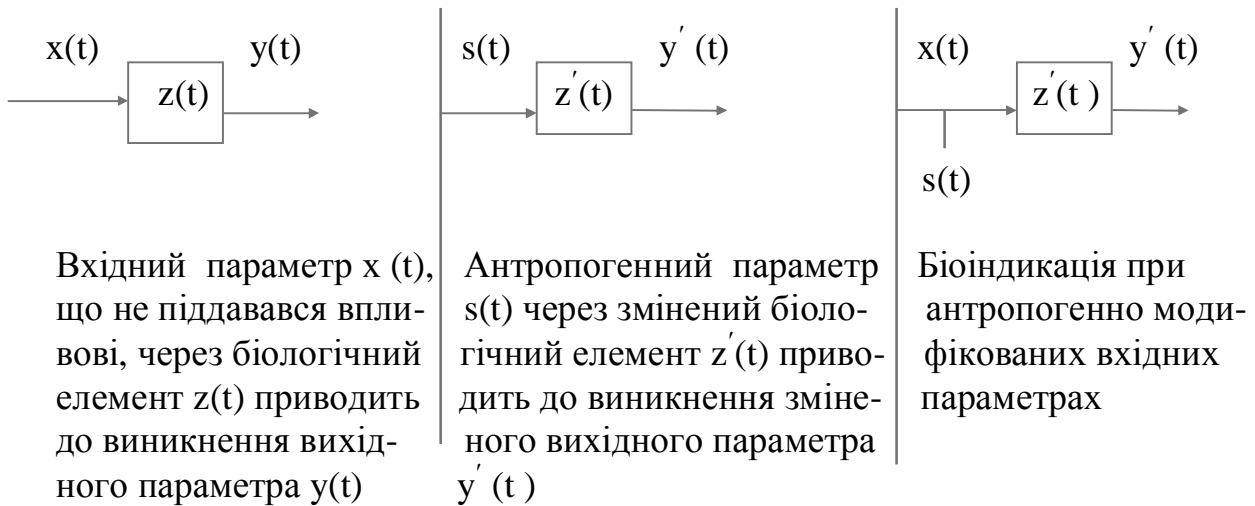 x(t) y(t)
z(t)
Вхідний параметр x (t),
що не піддавався впли-
вові, через біологічний
елемент z(t) приводить
до виникнення вихід-
ного параметра y(t)
s(t) y′ (t)
z′(t)
Антропогенний параметр
s(t) через змінений біоло-
гічний елемент z′(t) приво-
дить до виникнення зміне-
ного вихідного параметра
y′ (t )
x(t) y′ (t)
z′(t )
s(t)
Біоіндикація при
антропогенно моди-
фікованих вхідних
параметрах